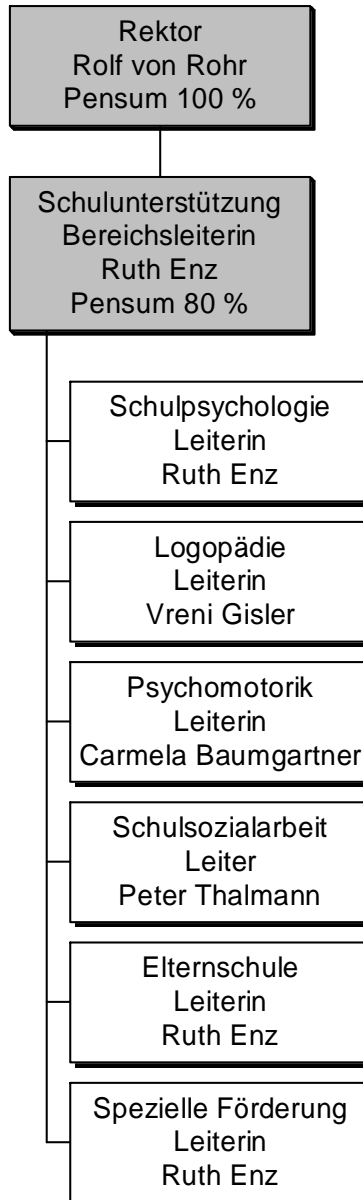 Rektor
Rolf von Rohr
Pensum 100 %
Schulunterstützung
Bereichsleiterin
Ruth Enz
Pensum 80 %
Schulpsychologie
Leiterin
Ruth Enz
Logopädie
Leiterin
Vreni Gisler
Psychomotorik
Leiterin
Carmela Baumgartner
Schulsozialarbeit
Leiter
Peter Thalmann
Elternschule
Leiterin
Ruth Enz
Spezielle Förderung
Leiterin
Ruth Enz